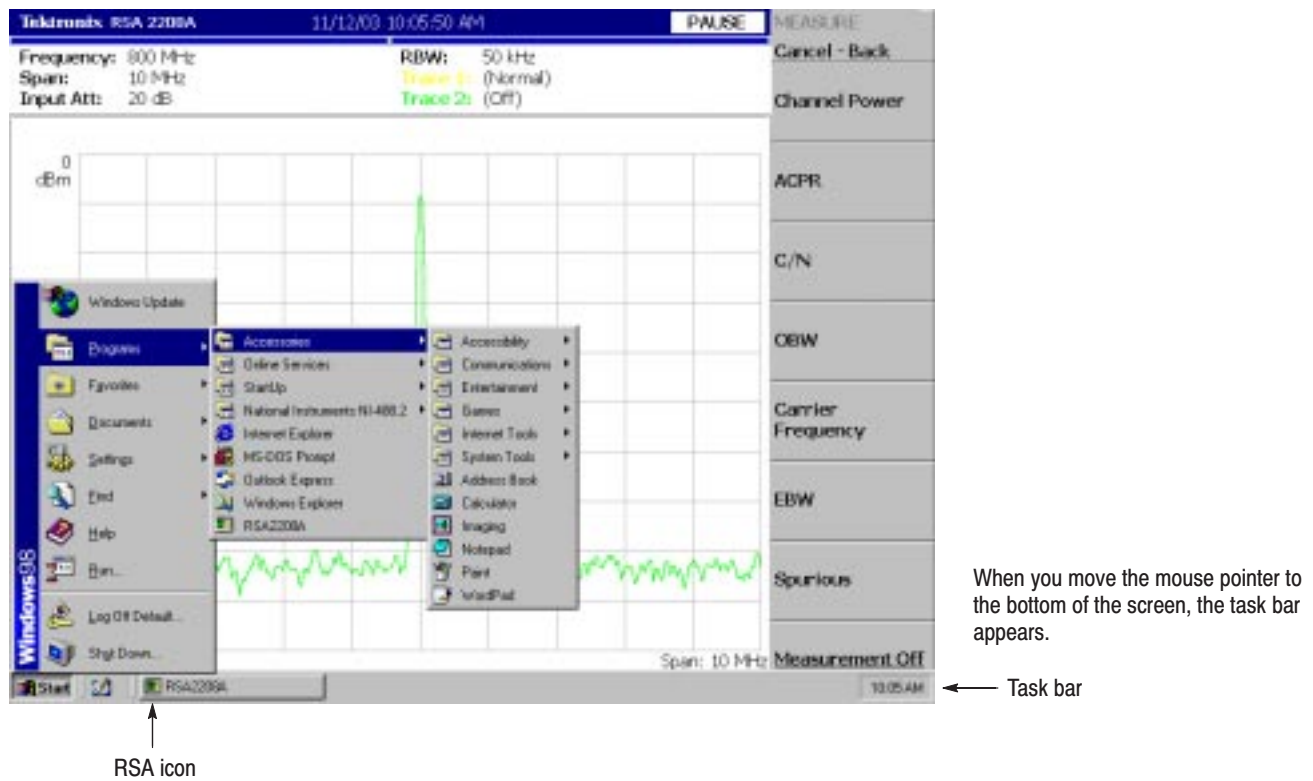 Tektronix RSA 2208A 11/12/03 10:05:50 AM PAUSE
Frequency: 800 MHz
Span: 10 MHz
Input Att: 20 dB
RBW: 50 kHz
Trace 1: (Normal)
Trace 2: (Off)
MEASURE
Cancel - Back
Channel Power
ACPR
C/N
OBW
Carrier
Frequency
EBW
Spurious
Measurement Off
0
dBm
Span: 10 MHz
Windows98
Windows Update
Programs
Favorites
Documents
Settings
Find
Help
Run...
Log Off Default...
Shut Down...
Accessories
Online Services
StartUp
National Instruments NI-488.2
Internet Explorer
MS-DOS Prompt
Outlook Express
Windows Explorer
RSA2208A
Accessibility
Communications
Entertainment
Games
Internet Tools
System Tools
Address Book
Calculator
Imaging
Notepad
Paint
WordPad
Start RSA2208A 10:05 AM
When you move the mouse pointer to
the bottom of the screen, the task bar
appears.
Task bar
RSA icon